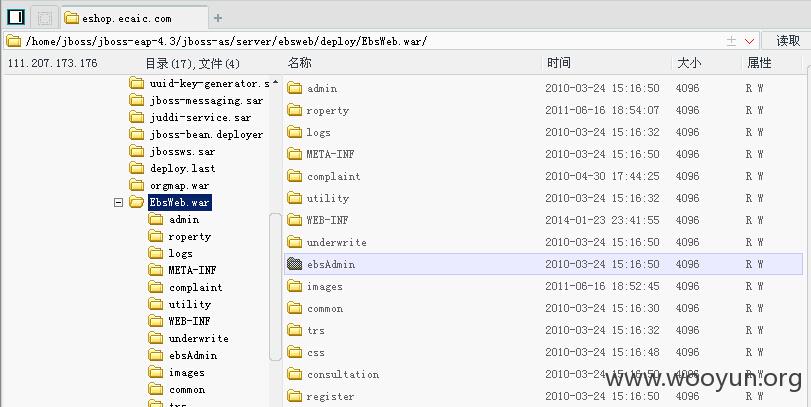 eshop.ecaic.com
/home/jboss/jboss-eap-4.3/jboss-as/server/ebsweb/deploy/EbsWeb.war/ 读取
111.207.173.176 目录(17),文件(4) 名称 时间 大小 属性
uuid-key-generator.s
jboss-messaging.sar
juddi-service.sar
jboss-bean.deployer
jbossws.sar
deploy.last
orgmap.war
EbsWeb.war
admin
roperty
logs
META-INF
complaint
utility
WEB-INF
underwrite
ebsAdmin
images
common
trs
admin 2010-03-24 15:16:50 4096 R W
roperty 2011-06-16 18:54:07 4096 R W
logs 2010-03-24 15:16:32 4096 R W
META-INF 2010-03-24 15:16:50 4096 R W
complaint 2010-04-30 17:44:25 4096 R W
utility 2010-03-24 15:16:32 4096 R W
WEB-INF 2014-01-23 23:41:55 4096 R W
underwrite 2010-03-24 15:16:50 4096 R W
ebsAdmin 2010-03-24 15:16:50 4096 R W
images 2011-06-16 18:52:45 4096 R W
common 2010-03-24 15:16:30 4096 R W
trs 2010-03-24 15:16:32 4096 R W
css 2010-03-24 15:16:48 4096 R W
consultation 2010-03-24 15:16:50 4096 R W
register 2010-03-24 15:16:50 4096 R W
www.wooyun.org